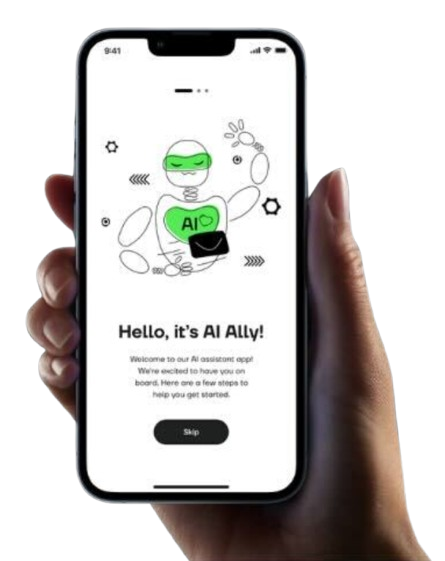 9:41
AI
Hello, it's AI Ally!
Welcome to our AI assistant app!
We're excited to have you on
board. Here are a few steps to
help you get started.
Skip